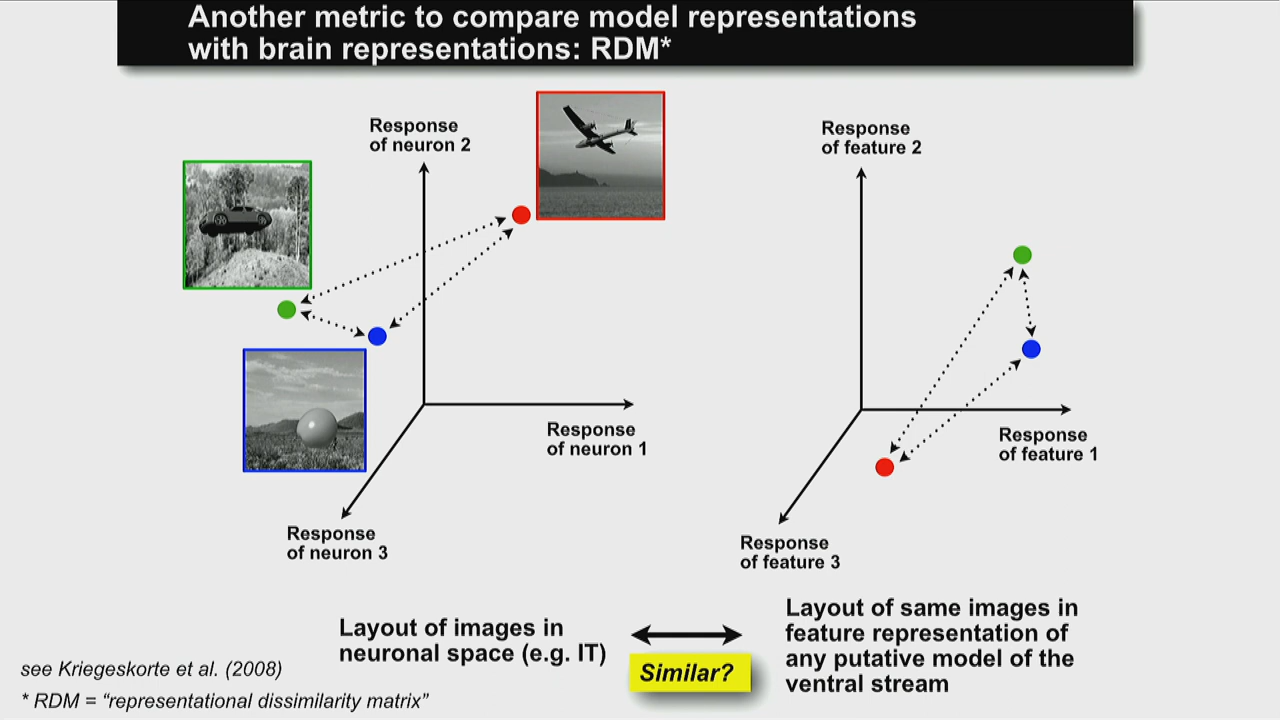 Another metric to compare model representations
with brain representations: RDM*
Response
of neuron 2
Response
of neuron 1
Response
of neuron 3
Response
of feature 2
Response
of feature 1
Response
of feature 3
Layout of images in
neuronal space (e.g. IT)
Similar?
Layout of same images in
feature representation of
any putative model of the
ventral stream
see Kriegeskorte et al. (2008)
* RDM = “representational dissimilarity matrix”